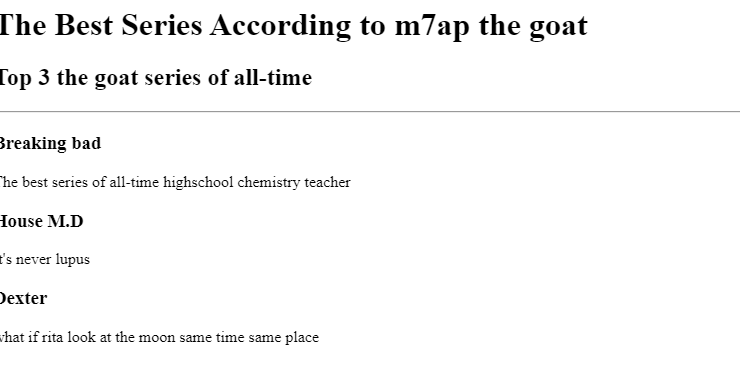 The Best Series According to m7ap the goat
Top 3 the goat series of all-time
Breaking bad
The best series of all-time highschool chemistry teacher
House M.D
it's never lupus
Dexter
what if rita look at the moon same time same place